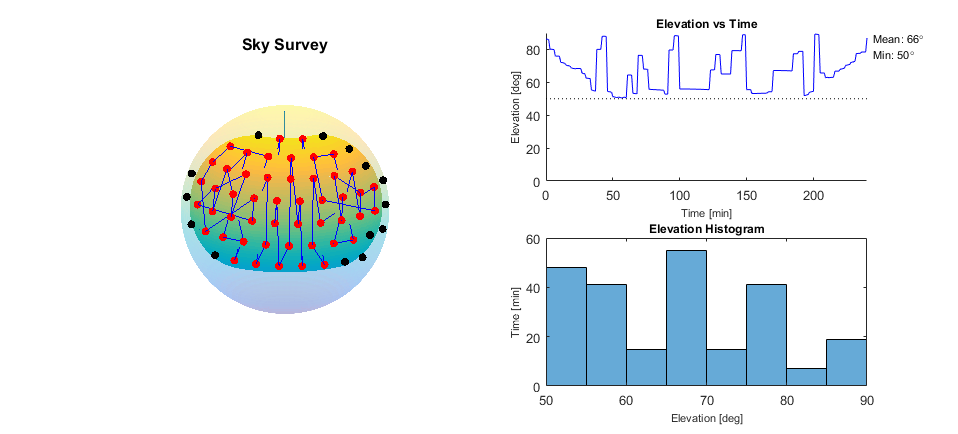 Sky Survey
Elevation vs Time
Mean: 66°
Min: 50°
Elevation [deg]
80
60
40
20
0
0 50 100 150 200
Time [min]
Elevation Histogram
Time [min]
60
40
20
0
50 60 70 80 90
Elevation [deg]